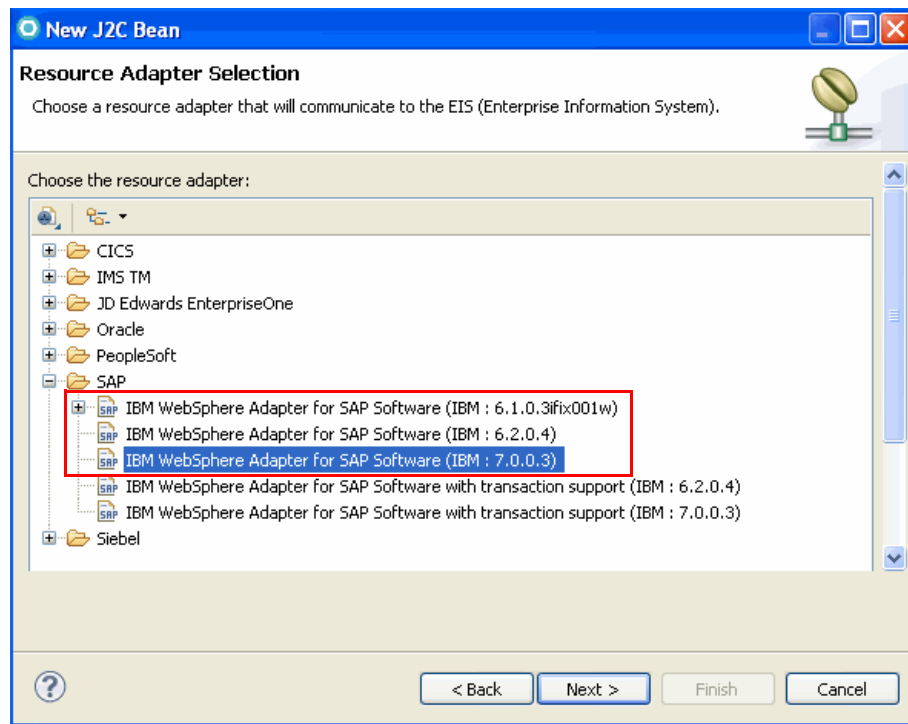 New J2C Bean
Resource Adapter Selection
Choose a resource adapter that will communicate to the EIS (Enterprise Information System).
Choose the resource adapter:
CICS
IMS TM
JD Edwards EnterpriseOne
Oracle
PeopleSoft
SAP
SAP IBM WebSphere Adapter for SAP Software (IBM : 6.1.0.3ifix001w)
SAP IBM WebSphere Adapter for SAP Software (IBM : 6.2.0.4)
SAP IBM WebSphere Adapter for SAP Software (IBM : 7.0.0.3)
SAP IBM WebSphere Adapter for SAP Software with transaction support (IBM : 6.2.0.4)
SAP IBM WebSphere Adapter for SAP Software with transaction support (IBM : 7.0.0.3)
Siebel
? < Back Next > Finish Cancel